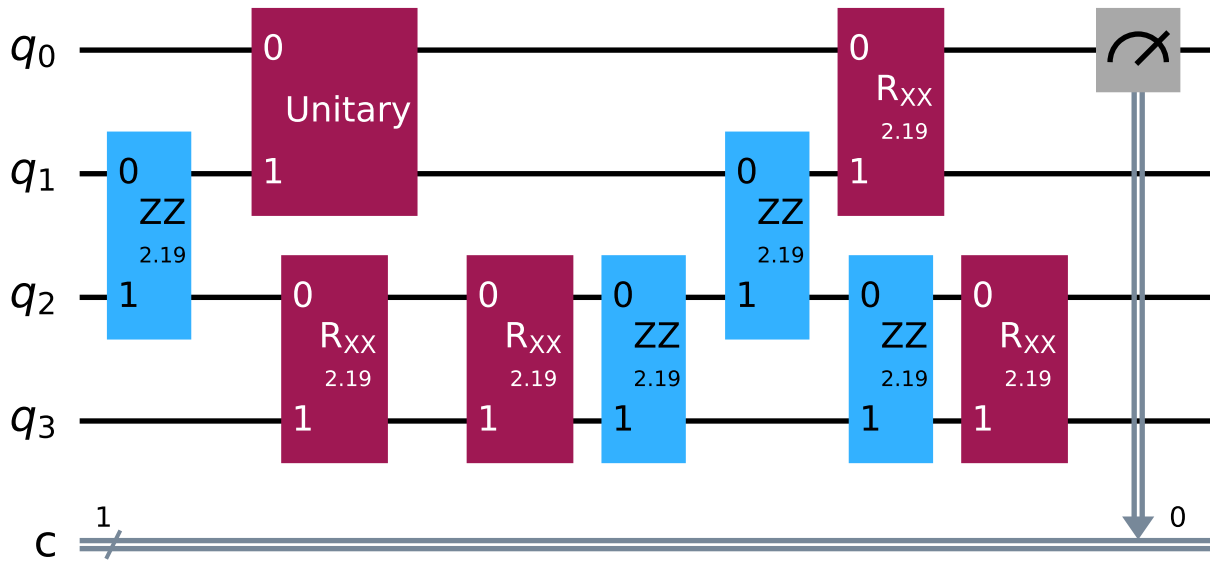 q0 0 0
Unitary RXX
2.19
q1 0 1 0 1
ZZ ZZ
2.19 2.19
q2 1 0 0 0 1 0 0
RXX RXX ZZ ZZ RXX
2.19 2.19 2.19 2.19 2.19
q3 1 1 1 1 1
1 0
c